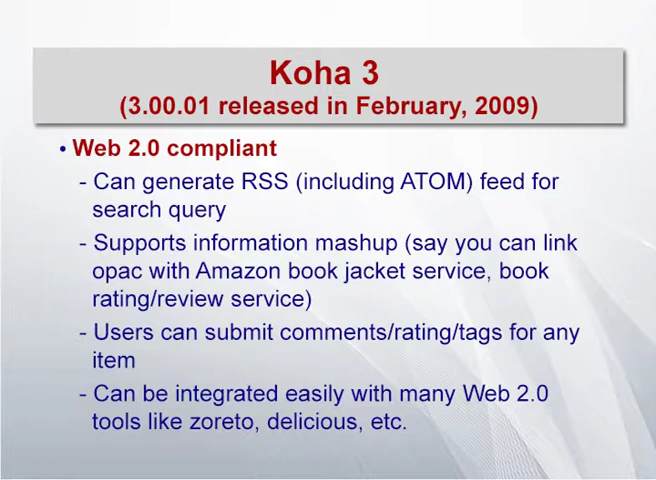 Koha 3
(3.00.01 released in February, 2009)
• Web 2.0 compliant
- Can generate RSS (including ATOM) feed for
search query
- Supports information mashup (say you can link
opac with Amazon book jacket service, book
rating/review service)
- Users can submit comments/rating/tags for any
item
- Can be integrated easily with many Web 2.0
tools like zoreto, delicious, etc.